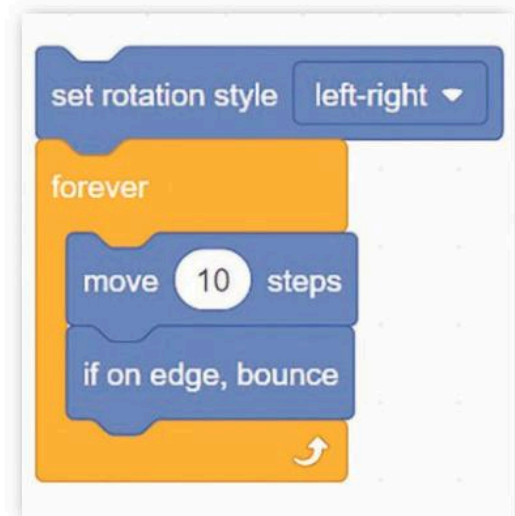 set rotation style left-right
forever
move 10 steps
if on edge, bounce